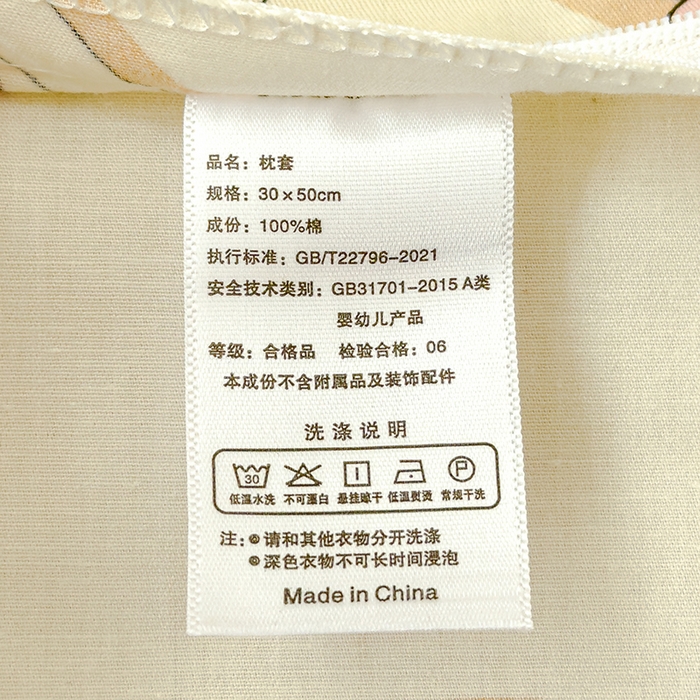 品名：枕套
规格：30×50cm
成份：100%棉
执行标准：GB/T22796-2021
安全技术类别：GB31701-2015 A类
婴幼儿产品
等级：合格品 检验合格：06
本成份不含附属品及装饰配件
洗涤说明
30 P
低温水洗 不可漂白 悬挂晾干 低温熨烫 常规干洗
注：请和其他衣物分开洗涤
深色衣物不可长时间浸泡
Made in China